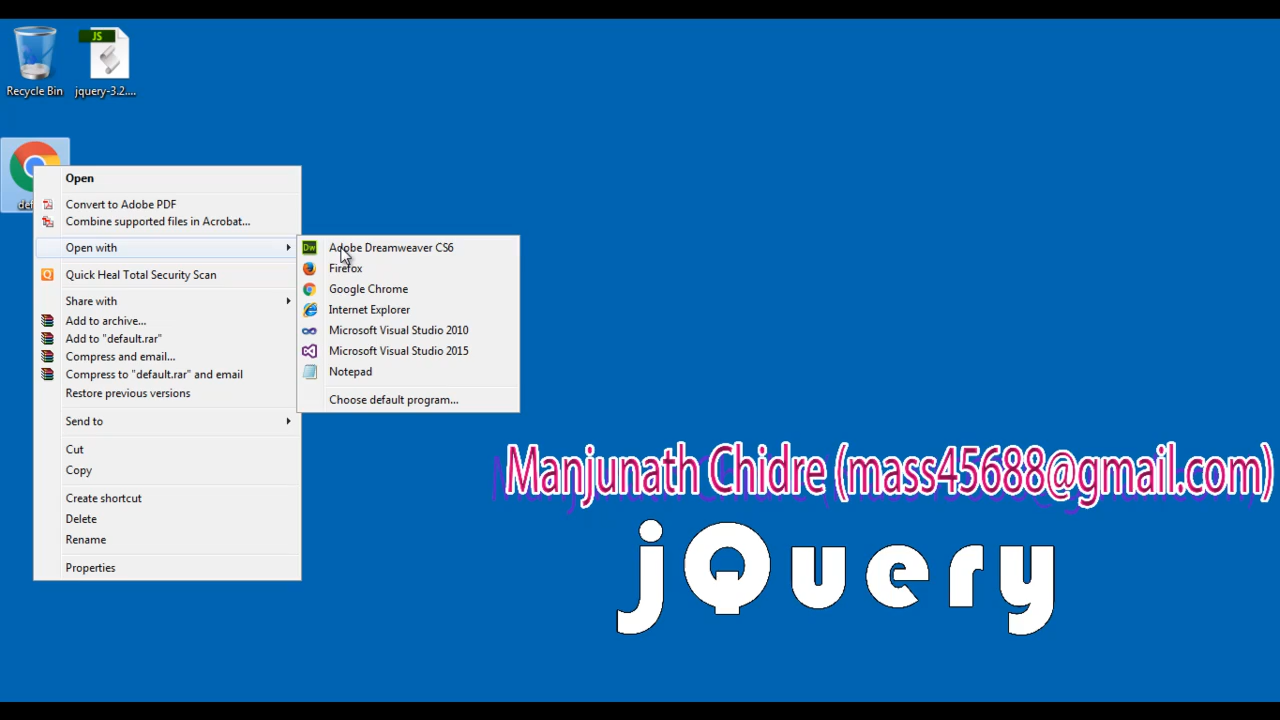 JS
Recycle Bin
jquery-3.2....
Open
Convert to Adobe PDF
Combine supported files in Acrobat...
Open with
Quick Heal Total Security Scan
Share with
Add to archive...
Add to "default.rar"
Compress and email...
Compress to "default.rar" and email
Restore previous versions
Send to
Cut
Copy
Create shortcut
Delete
Rename
Properties
Dw Adobe Dreamweaver CS6
Firefox
Google Chrome
Internet Explorer
Microsoft Visual Studio 2010
Microsoft Visual Studio 2015
Notepad
Choose default program...
Manjunath Chidre (mass45688@gmail.com)
jQuery